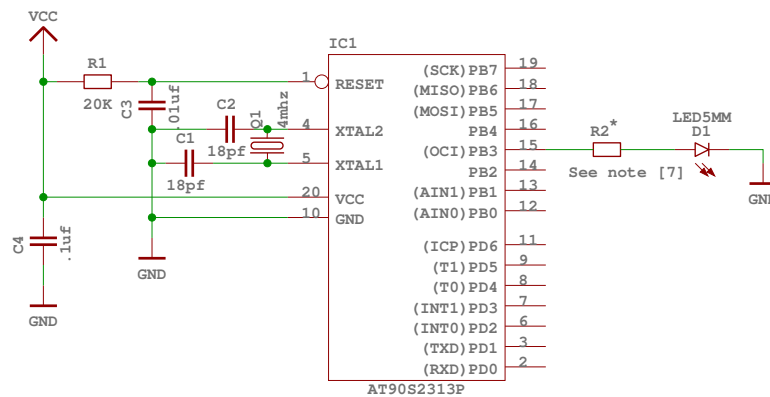 VCC
IC1
R1
20K
C3
.01uf
C2
18pf
Q1
4mhz
C1
18pf
C4
.1uf
GND
GND
1
4
5
20
10
RESET
XTAL2
XTAL1
VCC
GND
(SCK)PB7
(MISO)PB6
(MOSI)PB5
PB4
(OCI)PB3
PB2
(AIN1)PB1
(AIN0)PB0
(ICP)PD6
(T1)PD5
(T0)PD4
(INT1)PD3
(INT0)PD2
(TXD)PD1
(RXD)PD0
19
18
17
16
15
14
13
12
11
9
8
7
6
3
2
AT90S2313P
R2*
See note [7]
LED5MM
D1
GND